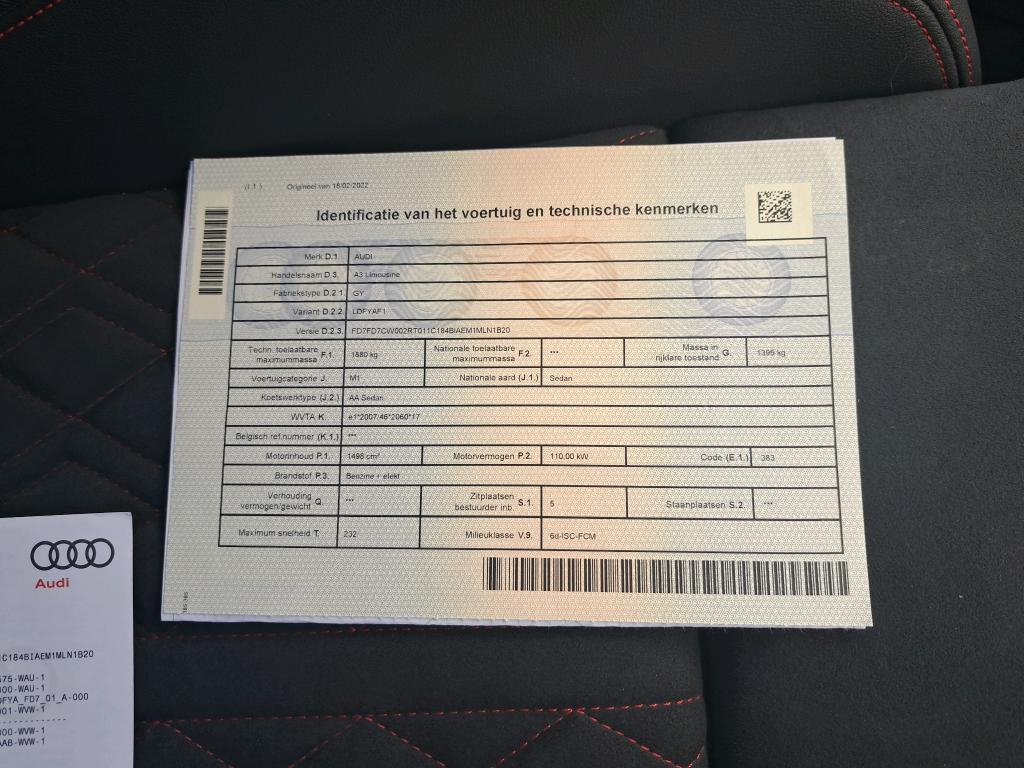 (I.1.) Origineel van 18/02/2022
Identificatie van het voertuig en technische kenmerken
Merk D.1. AUDI
Handelsnaam D.3. A3 Limousine
Fabriekstype D.2.1. GY
Variant D.2.2. LDFYAF1
Versie D.2.3. FD7FD7CW002RT011C184BIAEM1MLN1B20
Techn. toelaatbare maximummassa F.1. 1880 kg Nationale toelaatbare maximummassa F.2. *** Massa in rijklare toestand G. 1395 kg
Voertuigcategorie J. M1 Nationale aard (J.1.) Sedan
Koetswerktype (J.2.) AA Sedan
WVTA K. e1*2007/46*2060*17
Belgisch ref.nummer (K.1.) ***
Motorinhoud P.1. 1498 cm³ Motorvermogen P.2. 110,00 kW Code (E.1.) 383
Brandstof P.3. Benzine + elekt
Verhouding vermogen/gewicht Q. *** Zitplaatsen bestuurder inb. S.1. 5 Staanplaatsen S.2. ***
Maximum snelheid T. 232 Milieuklasse V.9. 6d-ISC-FCM
Audi
1C184BIAEM1MLN1B20
575-WAU-1
000-WAU-1
DFYA_FD7_01_A-000
001-WVW-1
-------------
000-WVW-1
AAB-WVW-1